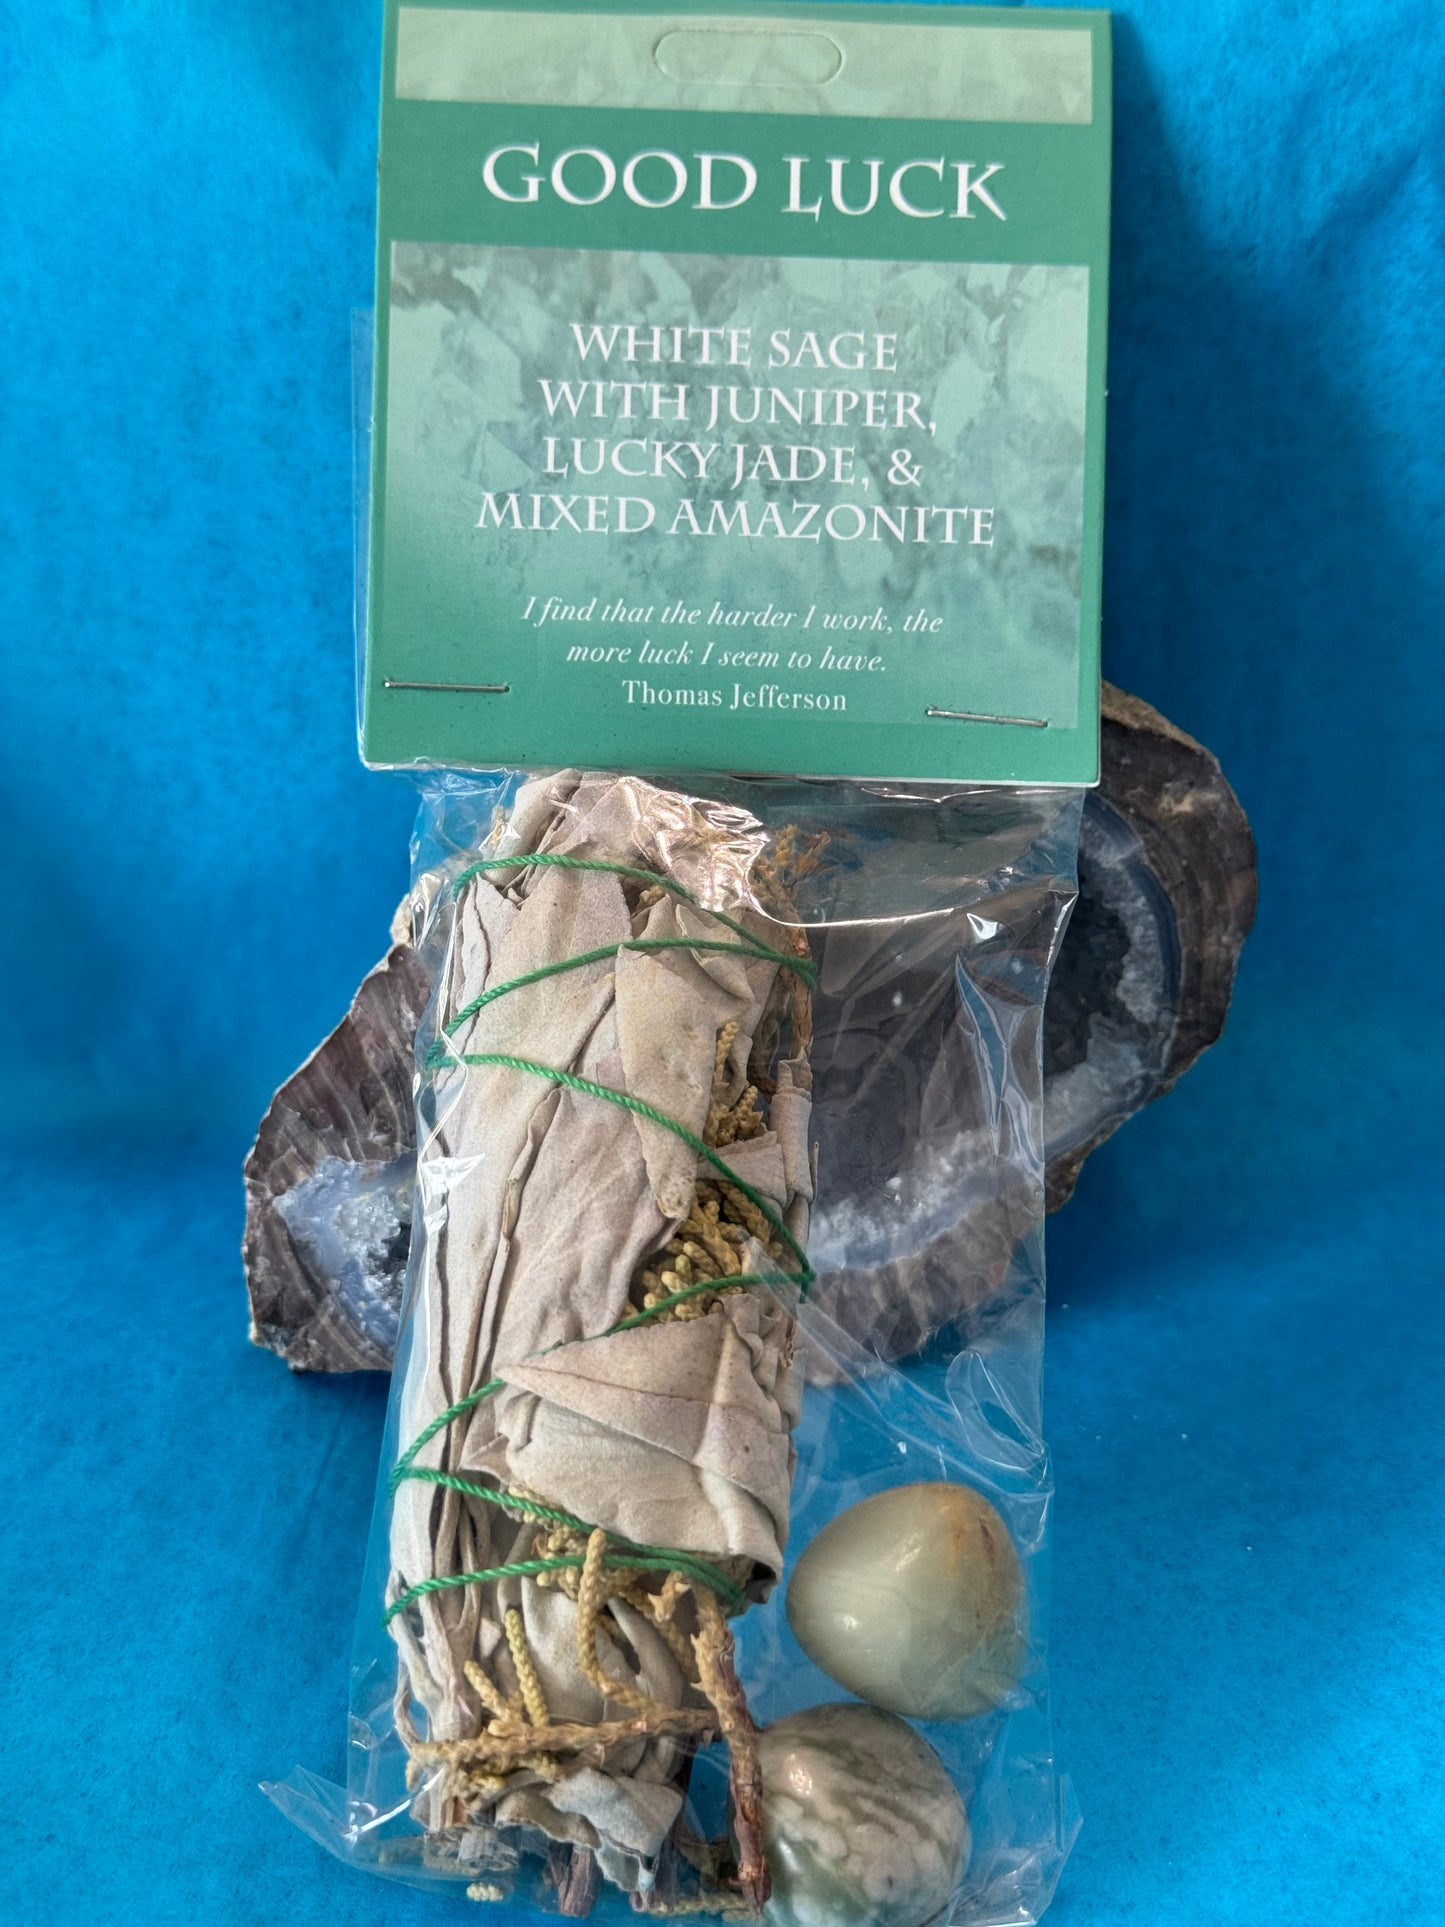 GOOD LUCK
WHITE SAGE
WITH JUNIPER,
LUCKY JADE, &
MIXED AMAZONITE
I find that the harder I work, the
more luck I seem to have.
Thomas Jefferson